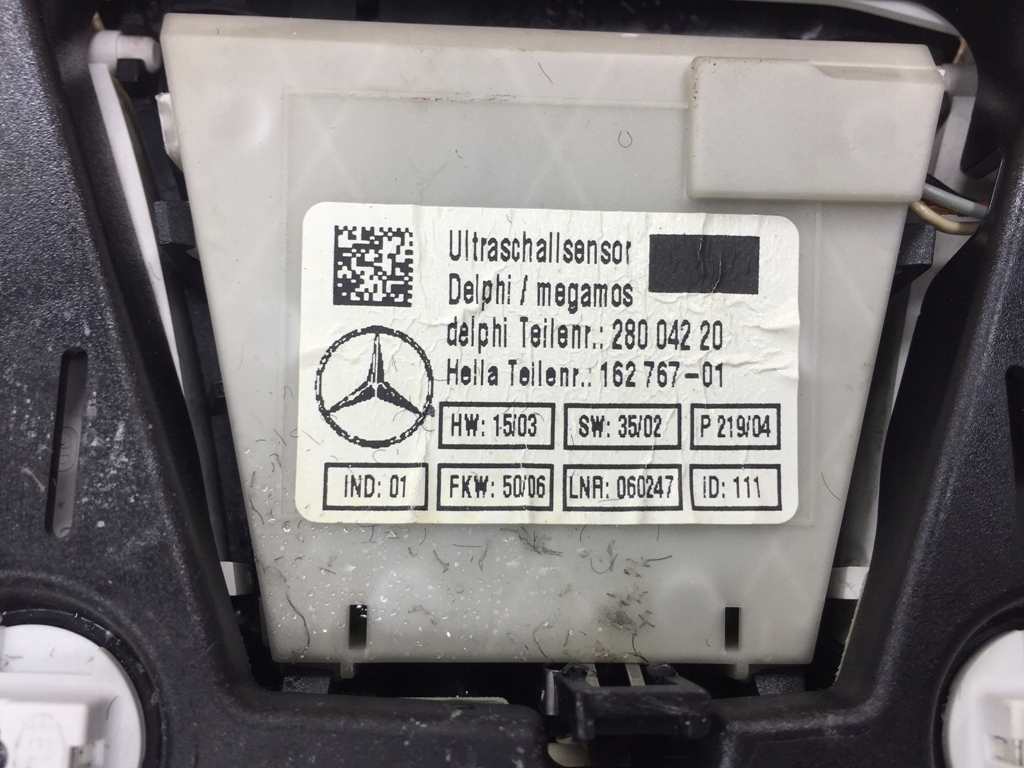 Ultraschallsensor
Delphi / megamos
delphi Teilenr.: 280 042 20
Hella Teilenr.: 162 767-01
HW: 15/03
SW: 35/02
P 219/04
IND: 01
FKW: 50/06
LNR: 060247
ID: 111